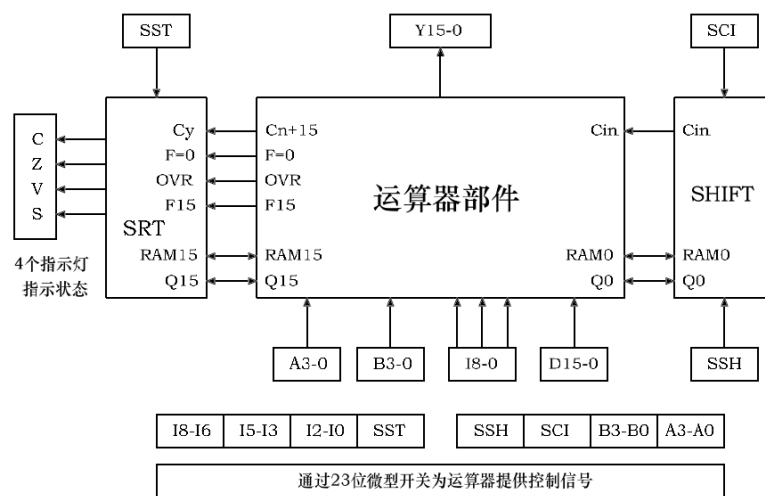 SST
Y15-0
SCI
C
Z
V
S
4个指示灯
指示状态
Cy
F=0
OVR
F15
SRT
RAM15
Q15
Cn+15
F=0
OVR
F15
RAM15
Q15
运算器部件
Cin
RAM0
Q0
Cin
SHIFT
RAM0
Q0
A3-0
B3-0
I8-0
D15-0
SSH
I8-I6 I5-I3 I2-I0 SST SSH SCI B3-B0 A3-A0
通过23位微型开关为运算器提供控制信号